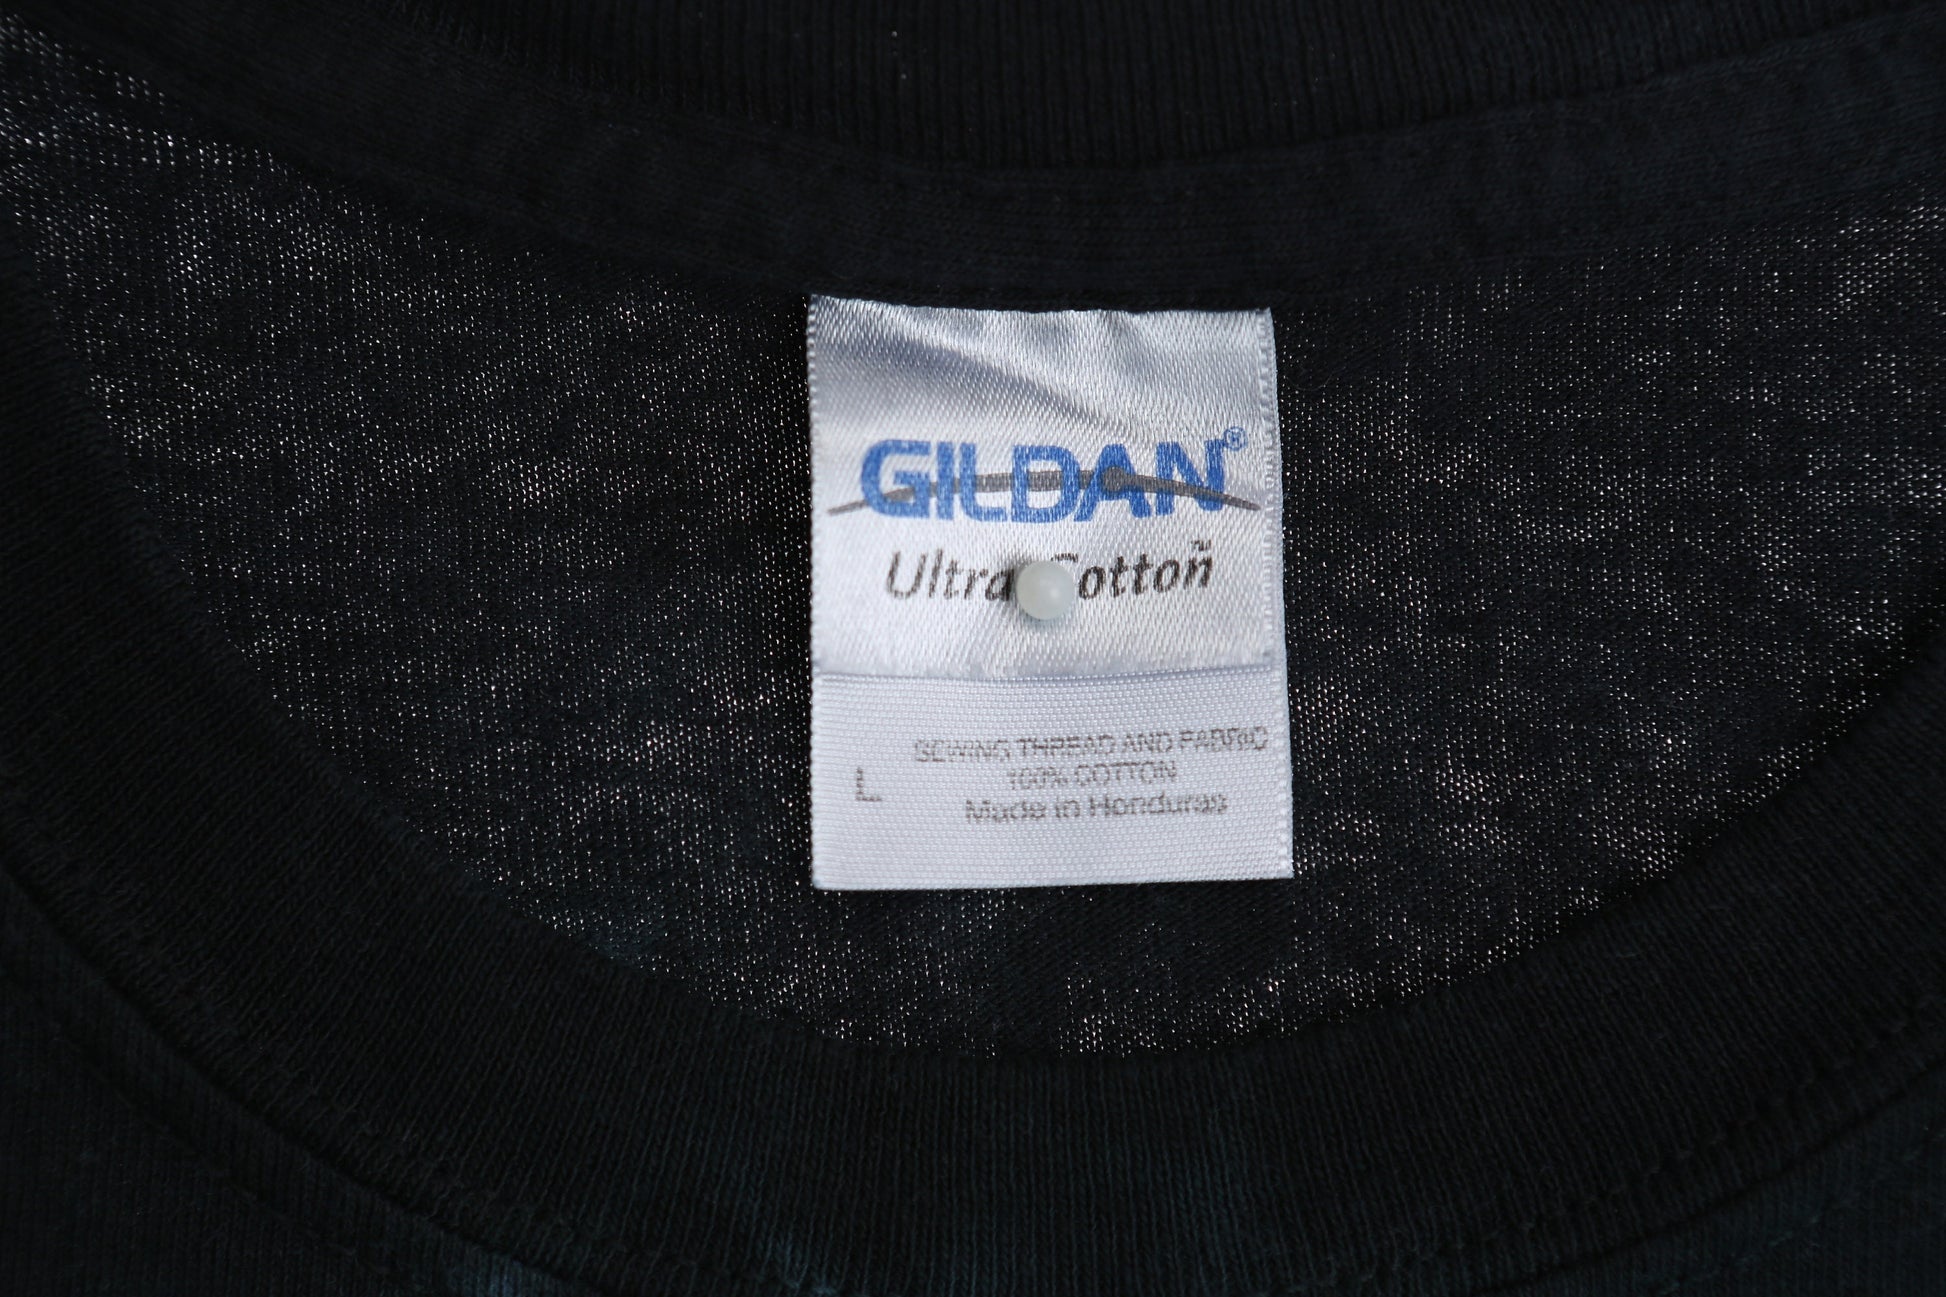 GILDAN®
Ultra Cotton™
SEWING THREAD AND FABRIC
100% COTTON
L Made in Honduras